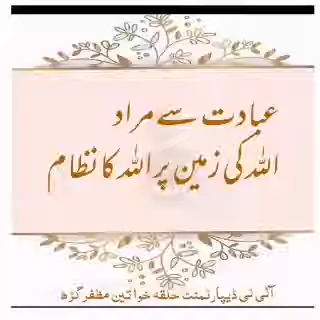 عبادت سے مراد
اللہ کی زمین پر اللہ کا نظام
آئی ٹی ڈیپارٹمنٹ حلقہ خواتین مظفر گڑھ